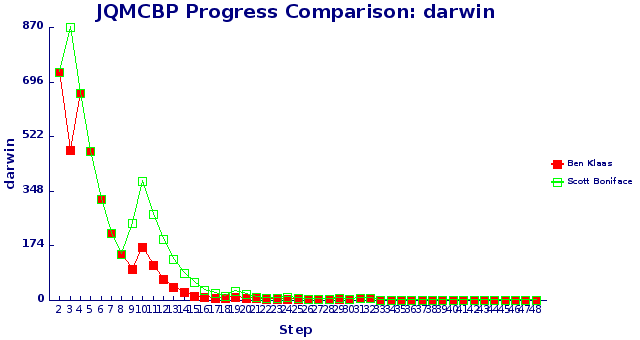 JQMCBP Progress Comparison: darwin
870
696
522
348
174
0
darwin
2 3 4 5 6 7 8 9 10 11 12 13 14 15 16 17 18 19 20 21 22 23 24 25 26 27 28 29 30 31 32 33 34 35 36 37 38 39 40 41 42 43 44 45 46 47 48
Step
Ben Klaas
Scott Boniface